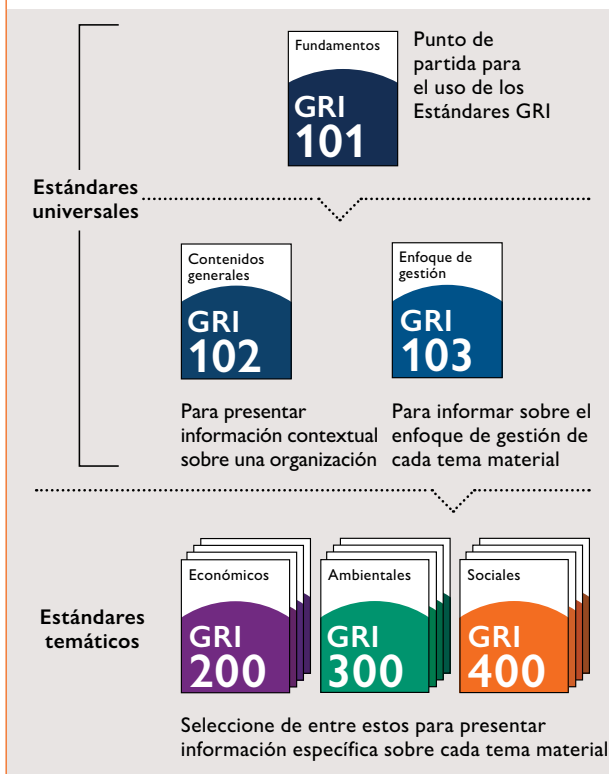 Fundamentos
GRI
101
Punto de
partida para
el uso de los
Estándares GRI
Estándares
universales
Contenidos
generales
GRI
102
Enfoque de
gestión
GRI
103
Para presentar
información contextual
sobre una organización
Para informar sobre el
enfoque de gestión de
cada tema material
Estándares
temáticos
Económicos
GRI
200
Ambientales
GRI
300
Sociales
GRI
400
Seleccione de entre estos para presentar
información específica sobre cada tema material